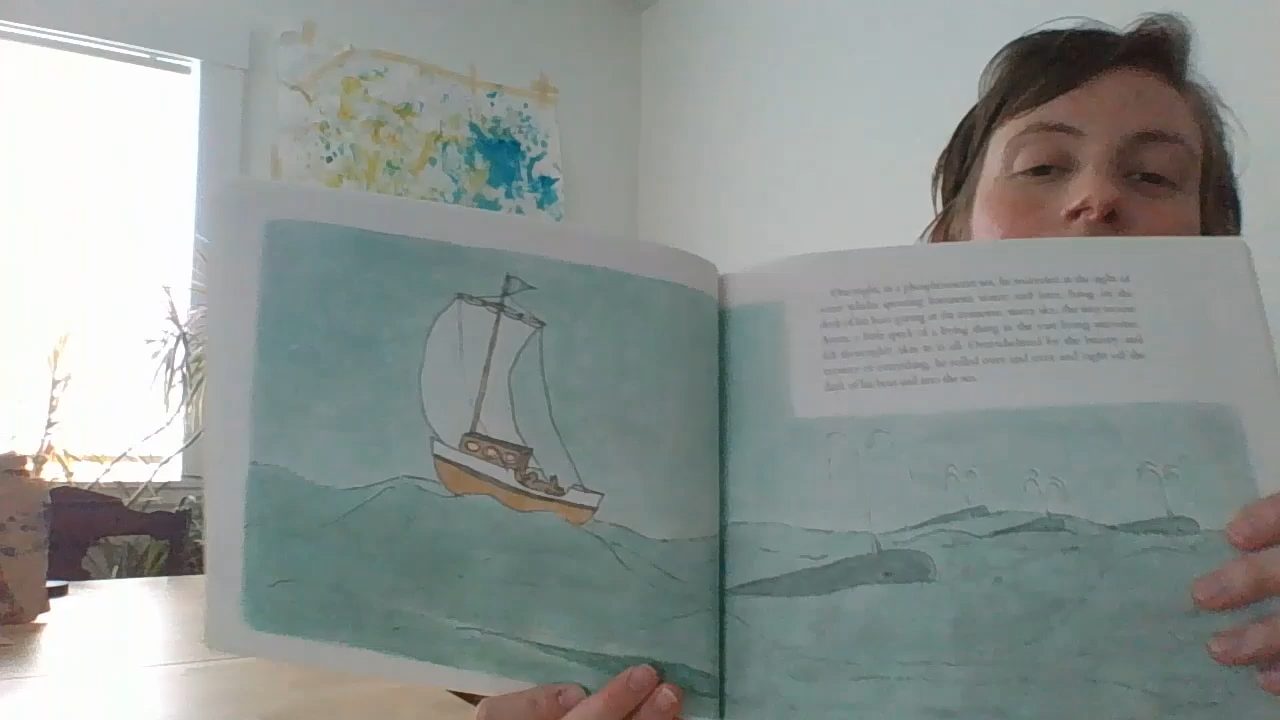 One night, in a phosphorescent sea, he marveled at the sight of
some whales spouting luminous water; and later, lying on the
deck of his boat gazing at the immense, starry sky, the tiny mouse
Amos, a little speck of a living thing in the vast living universe,
felt thoroughly akin to it all. Overwhelmed by the beauty and
mystery of everything, he rolled over and over and right off the
deck of his boat and into the sea.